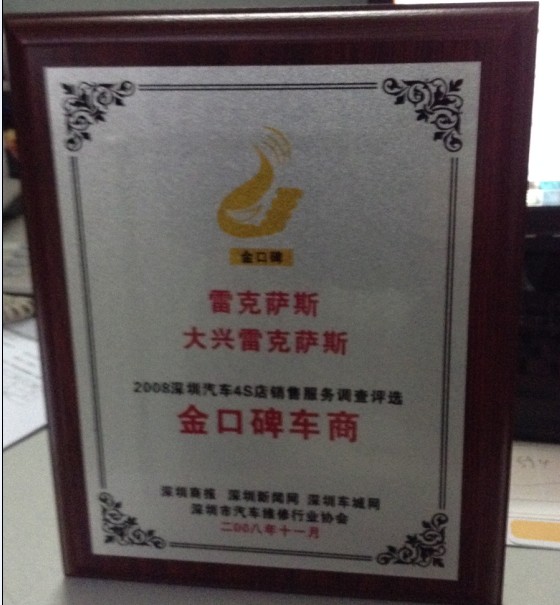 金口碑
雷克萨斯
大兴雷克萨斯
2008深圳汽车4S店销售服务调查评选
金口碑车商
深圳商报 深圳新闻网 深圳车城网
深圳市汽车维修行业协会
二00八年十一月